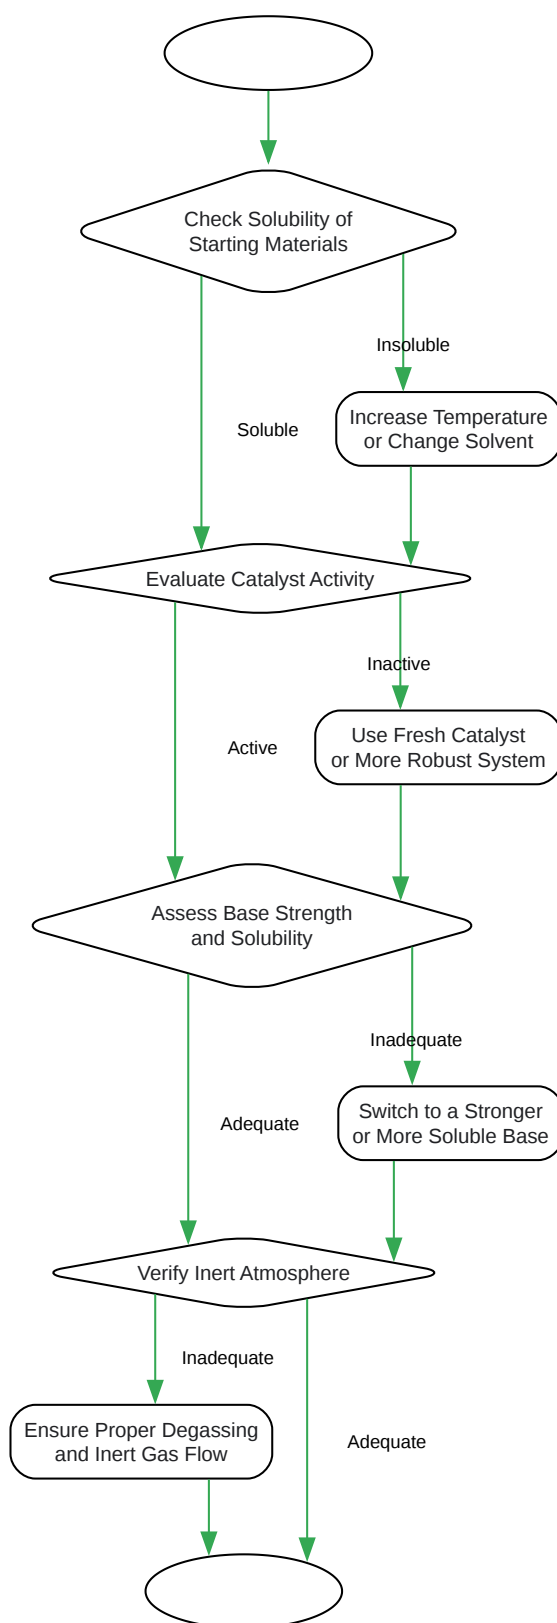 Check Solubility of
Starting Materials
Insoluble
Increase Temperature
or Change Solvent
Soluble
Evaluate Catalyst Activity
Inactive
Use Fresh Catalyst
or More Robust System
Active
Assess Base Strength
and Solubility
Inadequate
Switch to a Stronger
or More Soluble Base
Adequate
Verify Inert Atmosphere
Inadequate
Ensure Proper Degassing
and Inert Gas Flow
Adequate